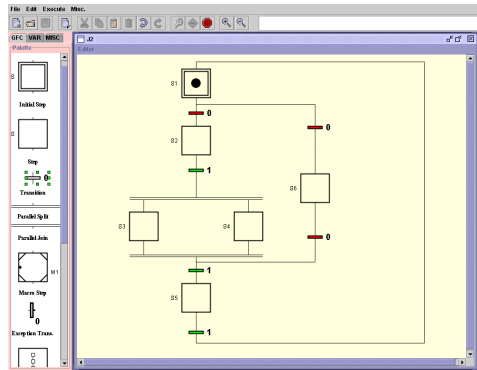 File Edit Execute Misc.
GFC VAR MISC
Palette
S
Initial Step
S
Step
0
Transition
Parallel Split
Parallel Join
M1
Macro Step
0
Exception Trans.
J2
Editor
S1
0
S2
0
1
S6
S3
S4
0
1
S5
1